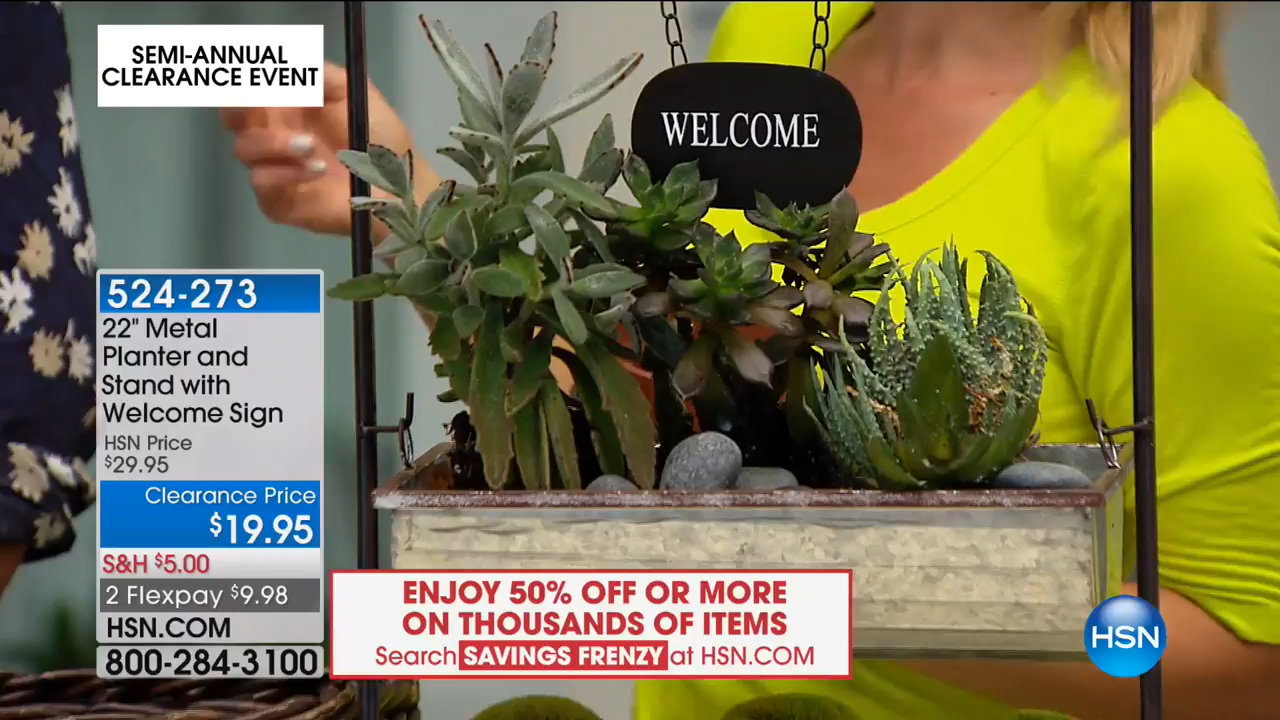 SEMI-ANNUAL
CLEARANCE EVENT
WELCOME
524-273
22" Metal
Planter and
Stand with
Welcome Sign
HSN Price
$29.95
Clearance Price
$19.95
S&H $5.00
2 Flexpay $9.98
HSN.COM
800-284-3100
ENJOY 50% OFF OR MORE
ON THOUSANDS OF ITEMS
Search SAVINGS FRENZY at HSN.COM
HSN